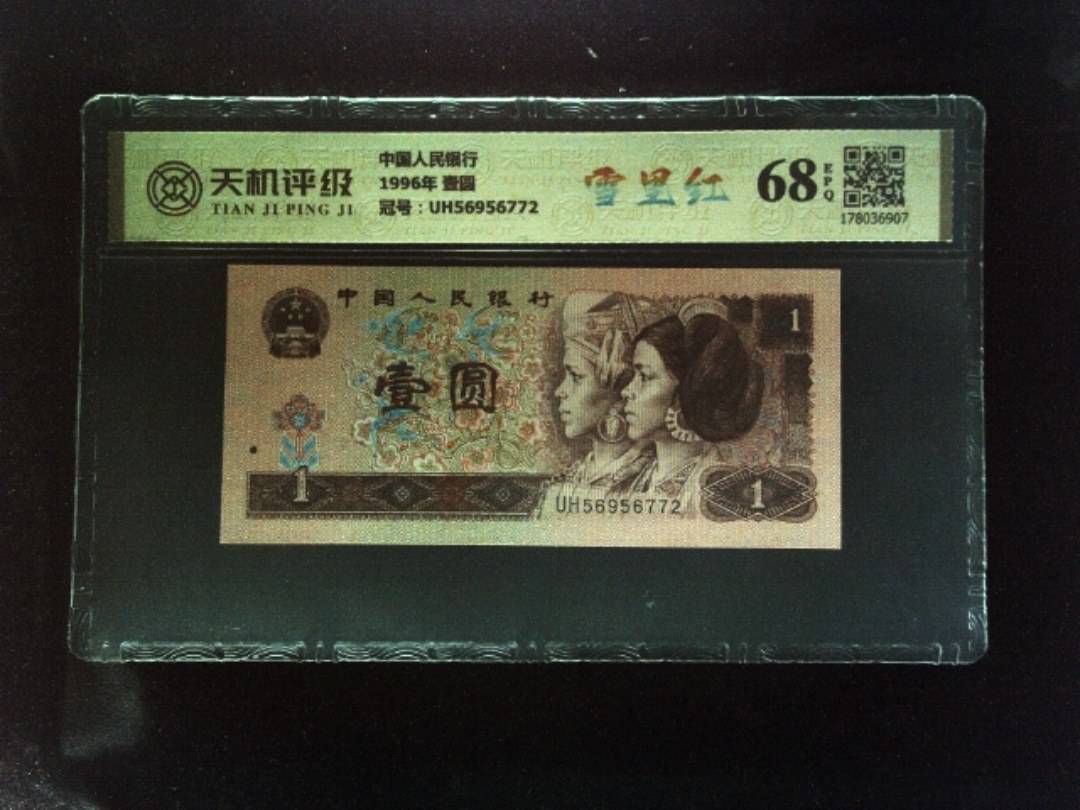 天机评级
TIAN JI PING JI
中国人民银行
1996年 壹圆
冠号：UH56956772
雪里红
68
EPQ
178036907
中国人民银行
1
壹圆
1
UH56956772
1